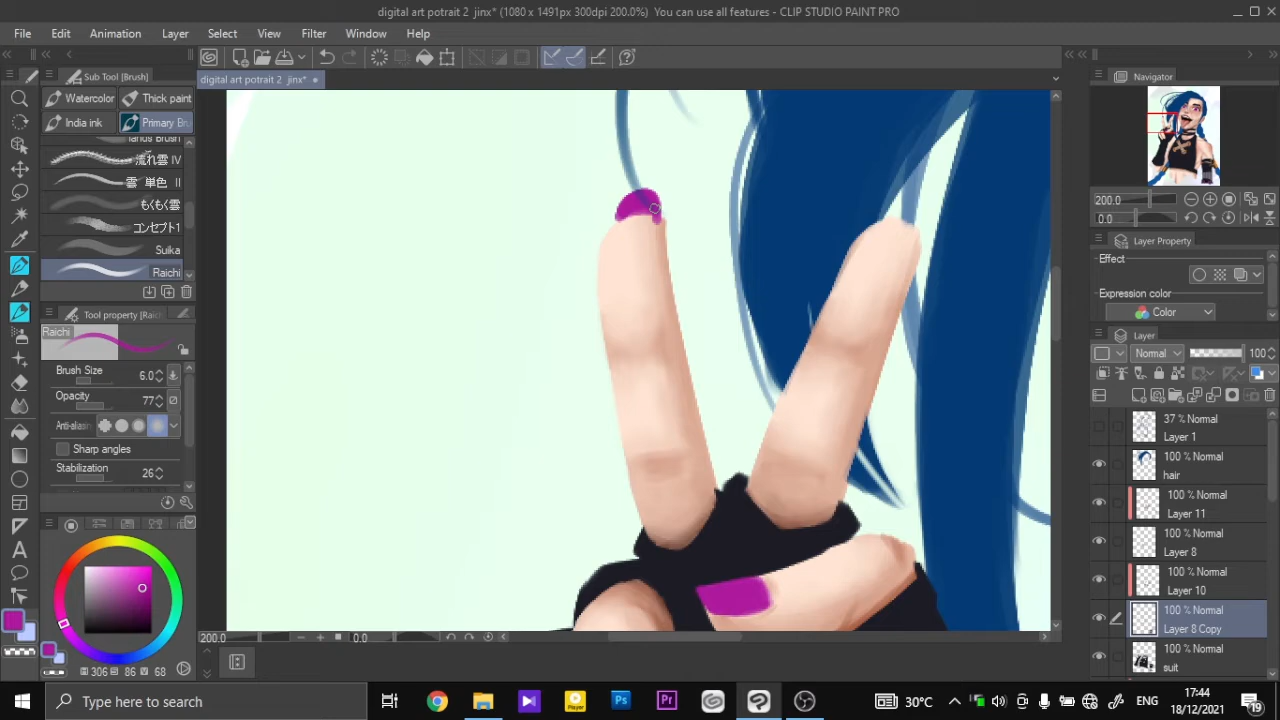 digital art potrait 2 jinx* (1080 x 1491px 300dpi 200.0%) You can use all features - CLIP STUDIO PAINT PRO
File Edit Animation Layer Select View Filter Window Help
Sub Tool [Brush]
digital art potrait 2 jinx*
Navigator
Watercolor
Thick paint
India ink
Primary Bru
流れ雲 IV
雲 単色 II
もくもく雲
コンセプト1
Suika
Raichi
Tool property [Raich
Raichi
Brush Size 6.0
Opacity 77
Anti-alias
Sharp angles
Stabilization 26
306 86 V 68
200.0
0.0
200.0
0.0
Layer Property
Effect
Expression color
Color
Layer
Normal 100
37 % Normal
Layer 1
100 % Normal
hair
100 % Normal
Layer 11
100 % Normal
Layer 8
100 % Normal
Layer 10
100 % Normal
Layer 8 Copy
100 % Normal
suit
Type here to search
Player
Ps
Pr
30°C
ENG
17:44
18/12/2021
19